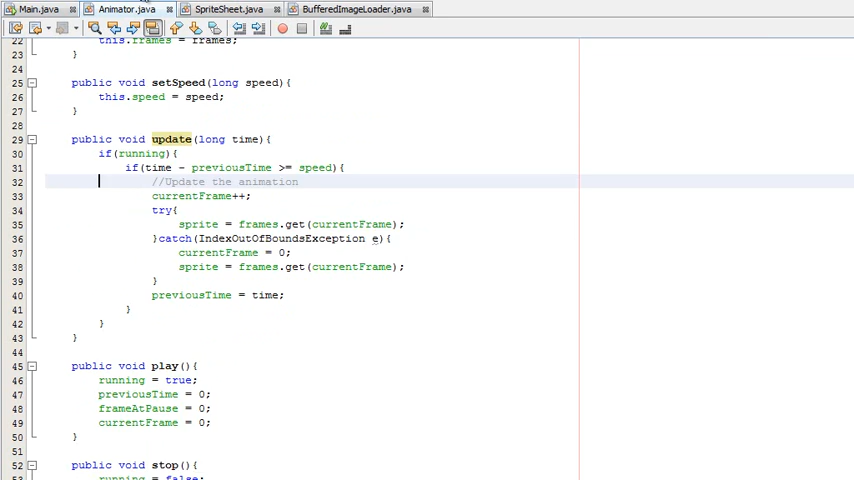 Main.java Animator.java SpriteSheet.java BufferedImageLoader.java
22 this.frames = frames;
23 }
24
25 public void setSpeed(long speed){
26 this.speed = speed;
27 }
28
29 public void update(long time){
30 if(running){
31 if(time - previousTime >= speed){
32 //Update the animation
33 currentFrame++;
34 try{
35 sprite = frames.get(currentFrame);
36 }catch(IndexOutOfBoundsException e){
37 currentFrame = 0;
38 sprite = frames.get(currentFrame);
39 }
40 previousTime = time;
41 }
42 }
43 }
44
45 public void play(){
46 running = true;
47 previousTime = 0;
48 frameAtPause = 0;
49 currentFrame = 0;
50 }
51
52 public void stop(){
53 running = false;